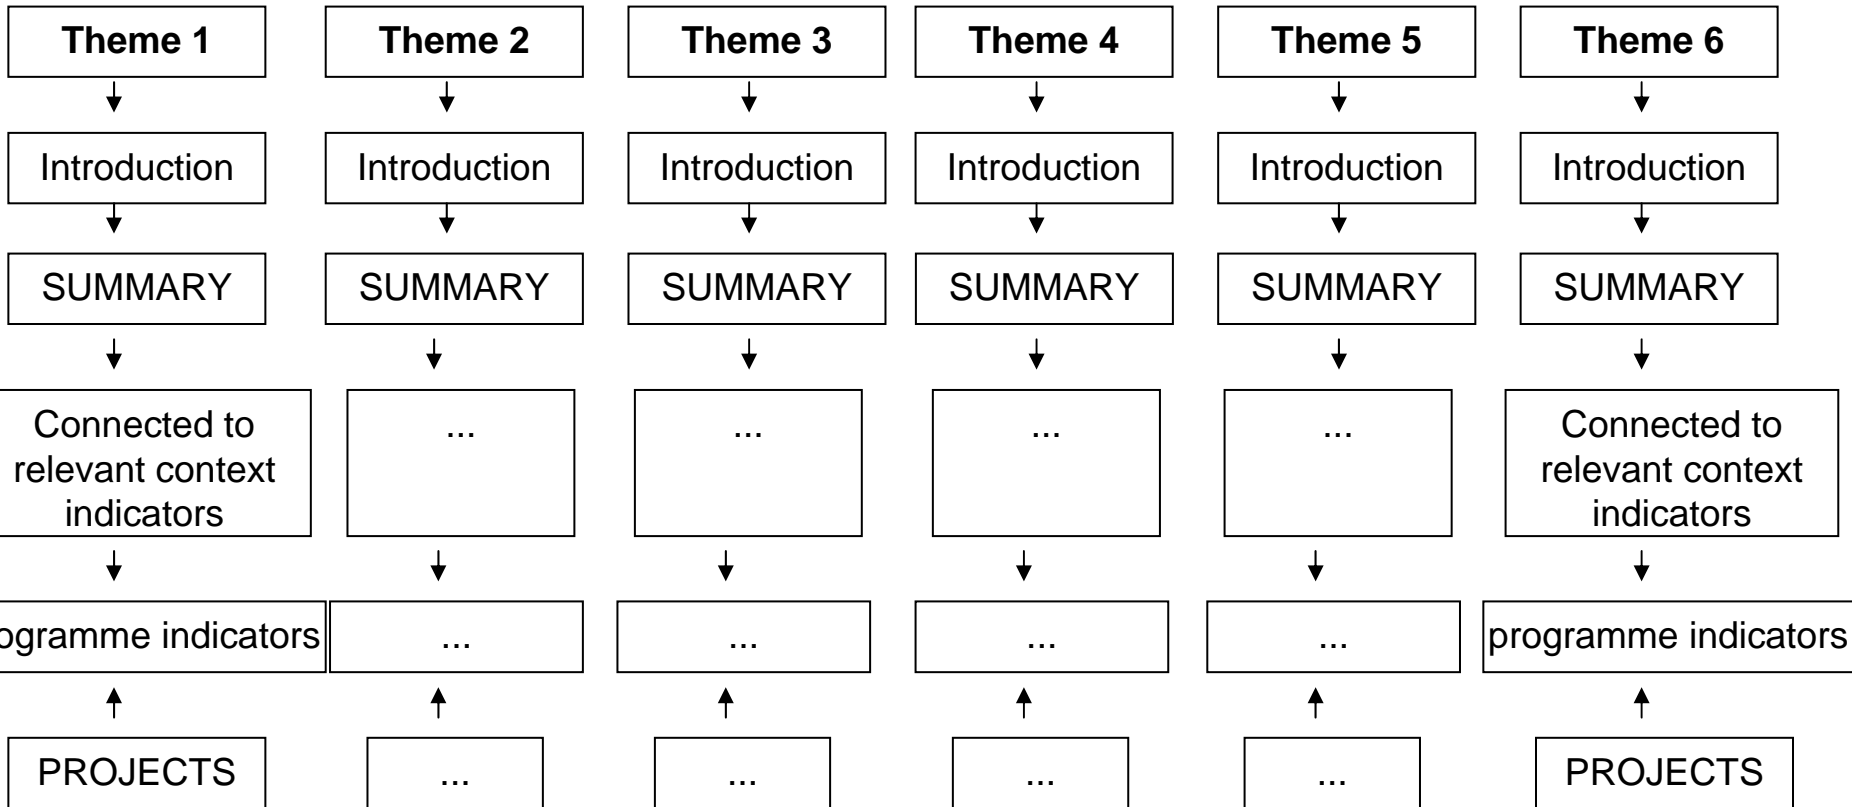 Theme 1 Theme 2 Theme 3 Theme 4 Theme 5 Theme 6
Introduction Introduction Introduction Introduction Introduction Introduction
SUMMARY SUMMARY SUMMARY SUMMARY SUMMARY SUMMARY
Connected to ... ... ... ... Connected to
relevant context relevant context
indicators indicators
ogramme indicators ... ... ... ... programme indicators
PROJECTS ... ... ... ... PROJECTS